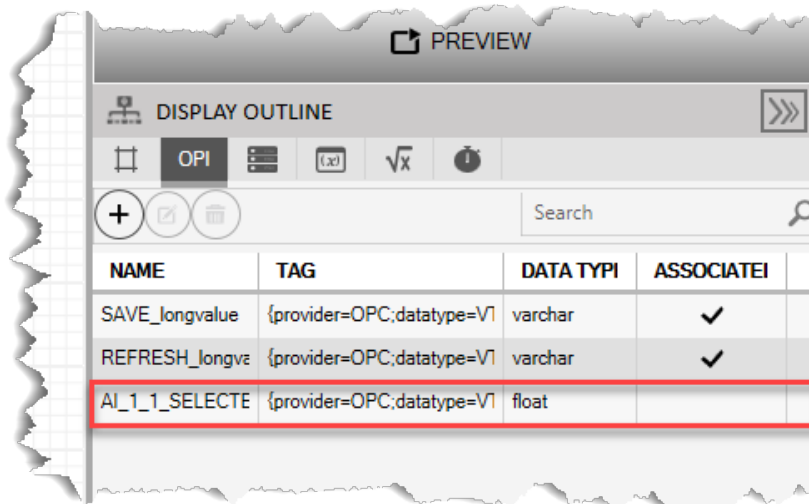 PREVIEW
DISPLAY OUTLINE
OPI (x) √x
Search
NAME TAG DATA TYPI ASSOCIATEI
SAVE_longvalue {provider=OPC;datatype=VT varchar
REFRESH_longva {provider=OPC;datatype=VT varchar
AI_1_1_SELECTE {provider=OPC;datatype=VT float